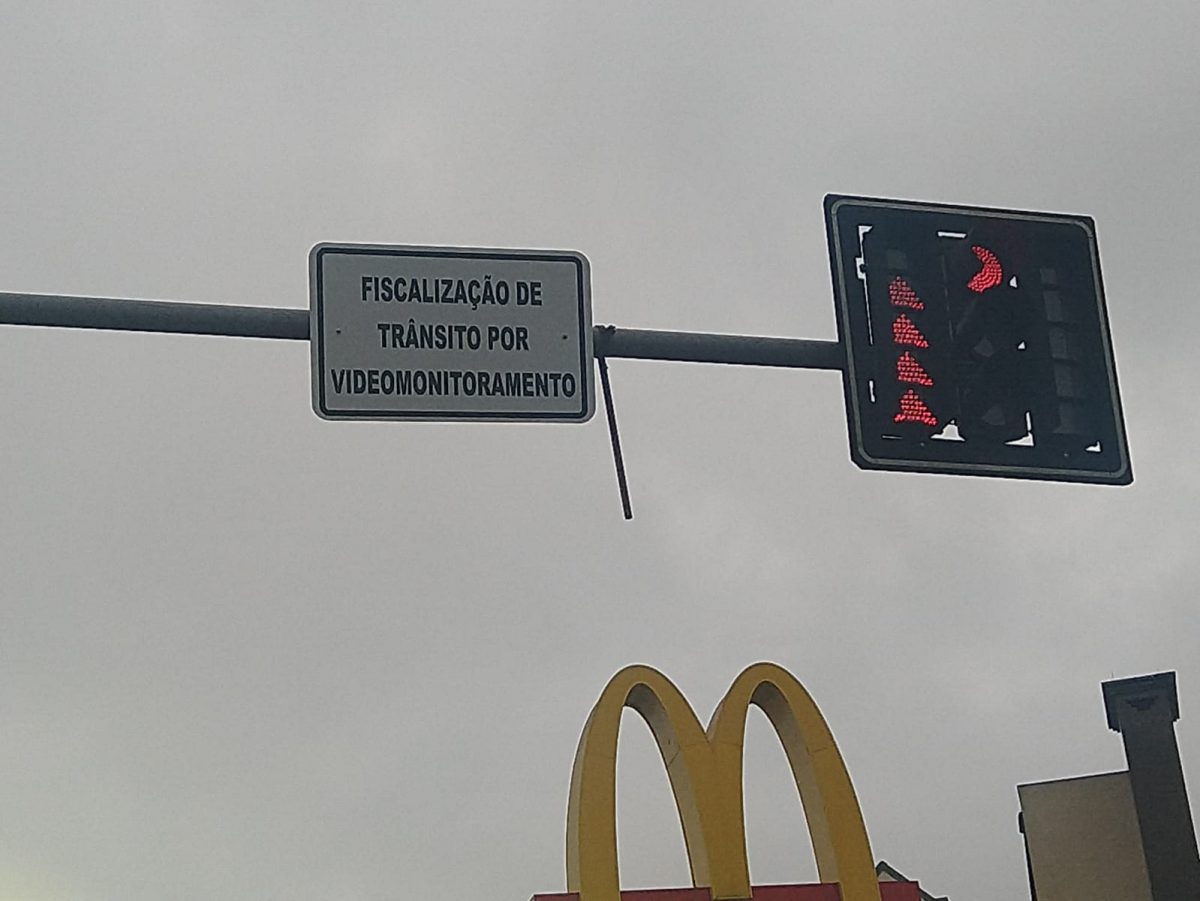 FISCALIZAÇÃO DE
TRÂNSITO POR
VIDEOMONITORAMENTO